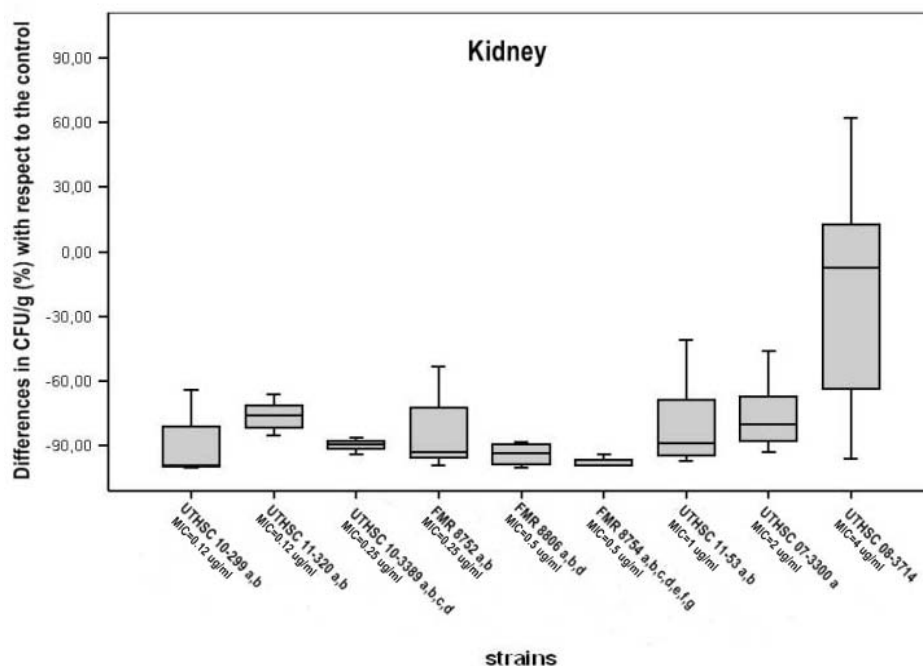 Kidney
Differences in CFU/g (%) with respect to the control
90,00
60,00
30,00
0,00
-30,00
-60,00
-90,00
UTHSC 10-299 a,b
MIC=0.12 ug/ml
UTHSC 11-320 a,b
MIC=0.12 ug/ml
UTHSC 10-3389 a,b,c,d
MIC=0.25 ug/ml
FMR 8752 a,b
MIC=0.25 ug/ml
FMR 8806 a,b,d
MIC=0.5 ug/ml
FMR 8754 a,b,c,d,e,f,g
MIC=0.5 ug/ml
UTHSC 11-53 a,b
MIC=1 ug/ml
UTHSC 07-3300 a
MIC=2 ug/ml
UTHSC 08-3714
MIC=4 ug/ml
strains